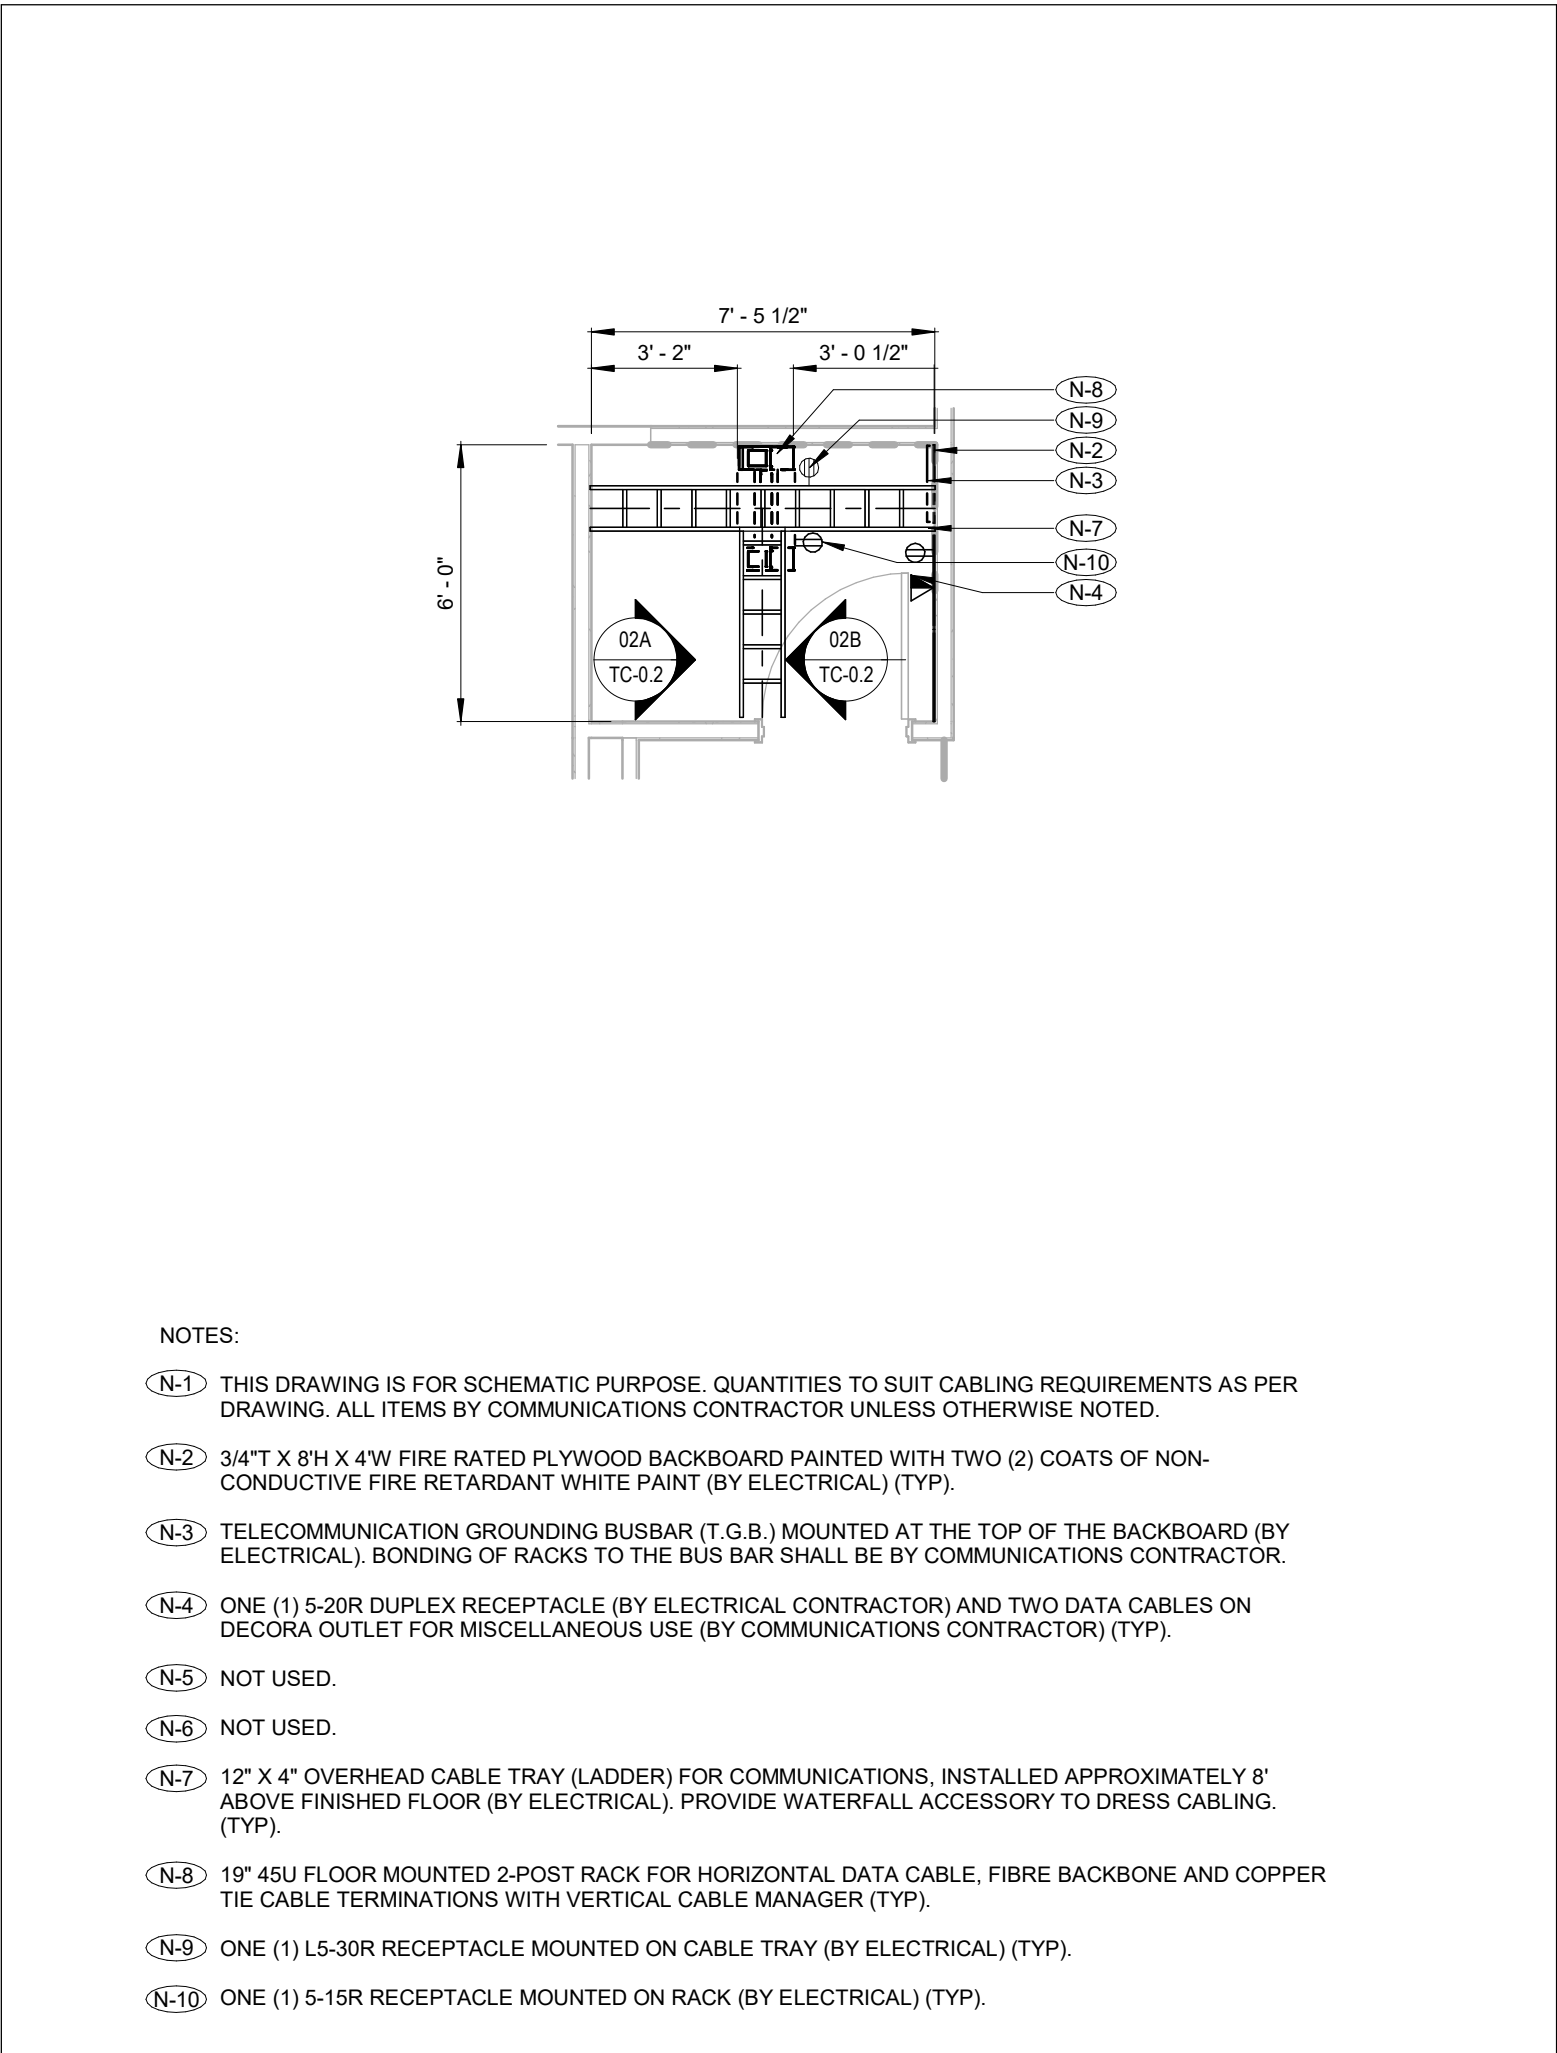 7' - 5 1/2"
3' - 2"
3' - 0 1/2"
N-8
N-9
N-2
N-3
N-7
N-10
N-4
6' - 0"
02A
TC-0.2
02B
TC-0.2
NOTES:
N-1 THIS DRAWING IS FOR SCHEMATIC PURPOSE. QUANTITIES TO SUIT CABLING REQUIREMENTS AS PER
DRAWING. ALL ITEMS BY COMMUNICATIONS CONTRACTOR UNLESS OTHERWISE NOTED.
N-2 3/4"T X 8'H X 4'W FIRE RATED PLYWOOD BACKBOARD PAINTED WITH TWO (2) COATS OF NON-
CONDUCTIVE FIRE RETARDANT WHITE PAINT (BY ELECTRICAL) (TYP).
N-3 TELECOMMUNICATION GROUNDING BUSBAR (T.G.B.) MOUNTED AT THE TOP OF THE BACKBOARD (BY
ELECTRICAL). BONDING OF RACKS TO THE BUS BAR SHALL BE BY COMMUNICATIONS CONTRACTOR.
N-4 ONE (1) 5-20R DUPLEX RECEPTACLE (BY ELECTRICAL CONTRACTOR) AND TWO DATA CABLES ON
DECORA OUTLET FOR MISCELLANEOUS USE (BY COMMUNICATIONS CONTRACTOR) (TYP).
N-5 NOT USED.
N-6 NOT USED.
N-7 12" X 4" OVERHEAD CABLE TRAY (LADDER) FOR COMMUNICATIONS, INSTALLED APPROXIMATELY 8'
ABOVE FINISHED FLOOR (BY ELECTRICAL). PROVIDE WATERFALL ACCESSORY TO DRESS CABLING.
(TYP).
N-8 19" 45U FLOOR MOUNTED 2-POST RACK FOR HORIZONTAL DATA CABLE, FIBRE BACKBONE AND COPPER
TIE CABLE TERMINATIONS WITH VERTICAL CABLE MANAGER (TYP).
N-9 ONE (1) L5-30R RECEPTACLE MOUNTED ON CABLE TRAY (BY ELECTRICAL) (TYP).
N-10 ONE (1) 5-15R RECEPTACLE MOUNTED ON RACK (BY ELECTRICAL) (TYP).